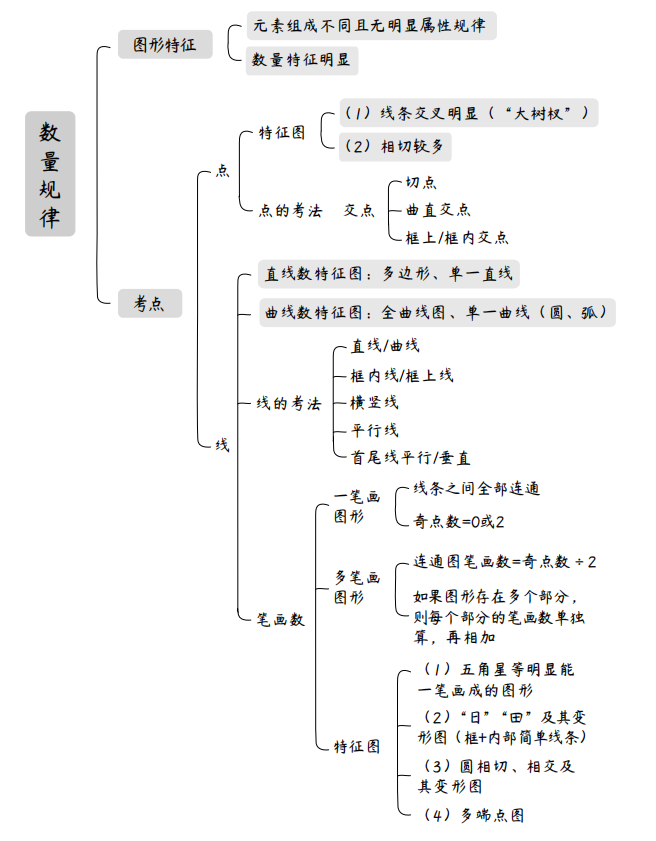 数量规律
图形特征
元素组成不同且无明显属性规律
数量特征明显
考点
点
特征图
（1）线条交叉明显（“大树杈”）
（2）相切较多
点的考法
交点
切点
曲直交点
框上/框内交点
线
直线数特征图：多边形、单一直线
曲线数特征图：全曲线图、单一曲线（圆、弧）
线的考法
直线/曲线
框内线/框上线
横竖线
平行线
首尾线平行/垂直
笔画数
一笔画
图形
线条之间全部连通
奇点数=0或2
多笔画
图形
连通图笔画数=奇点数÷2
如果图形存在多个部分，
则每个部分的笔画数单独
算，再相加
特征图
（1）五角星等明显能
一笔画成的图形
（2）“日”“田”及其变
形图（框+内部简单线条）
（3）圆相切、相交及
其变形图
（4）多端点图